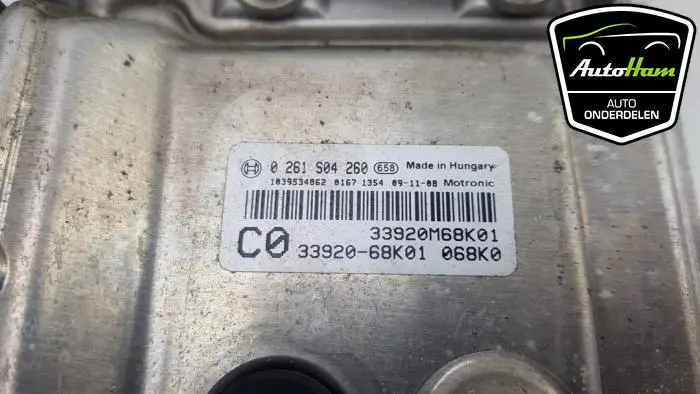 AutoHam
AUTO
ONDERDELEN
0 261 S04 260 658 Made in Hungary
1039S34862 0167 1354 09-11-08 Motronic
33920M68K01
C0 33920-68K01 068K0